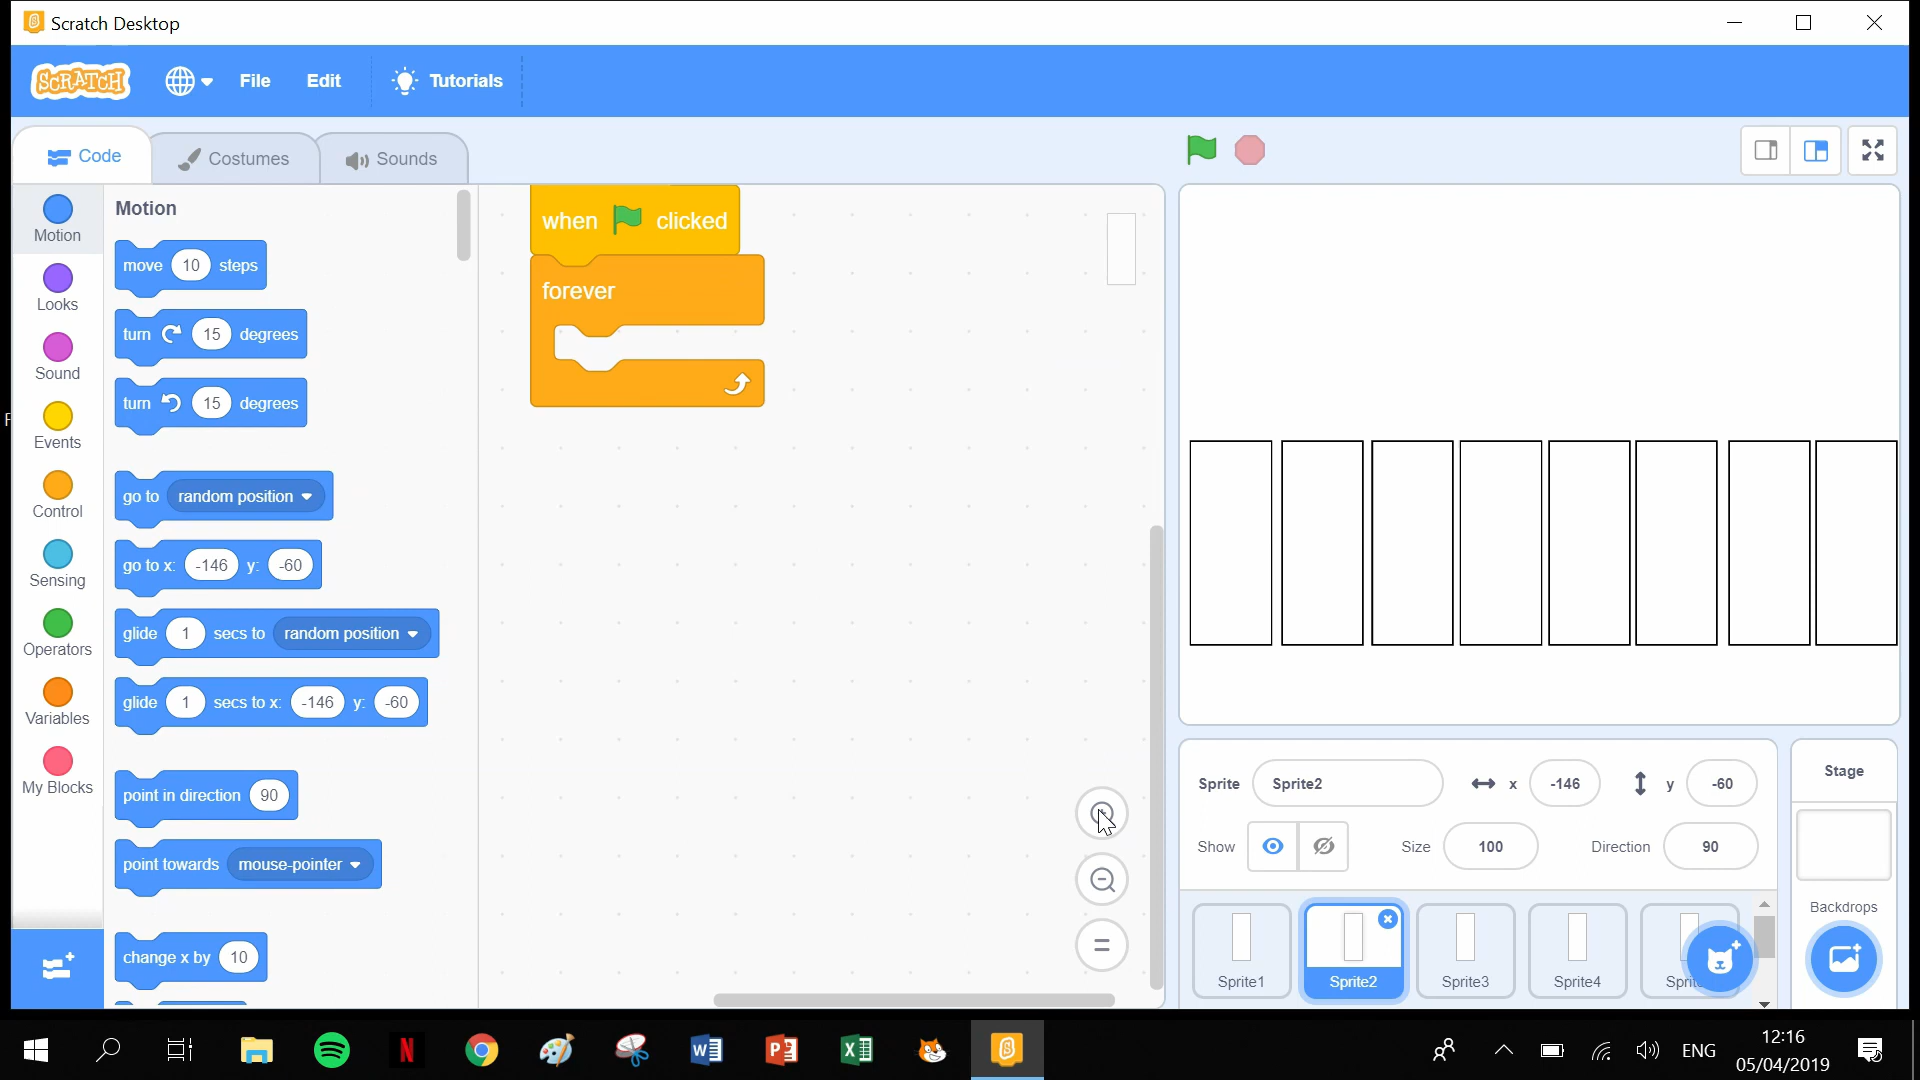 Scratch Desktop
SCRATCH
File
Edit
Tutorials
Code
Costumes
Sounds
Motion
Looks
Sound
Events
Control
Sensing
Operators
Variables
My Blocks
Motion
move 10 steps
turn 15 degrees
turn 15 degrees
go to random position
go to x: -146 y: -60
glide 1 secs to random position
glide 1 secs to x: -146 y: -60
point in direction 90
point towards mouse-pointer
change x by 10
when clicked
forever
Sprite Sprite2 x -146 y -60
Show Size 100 Direction 90
Sprite1
Sprite2
Sprite3
Sprite4
Stage
Backdrops
ENG
12:16
05/04/2019